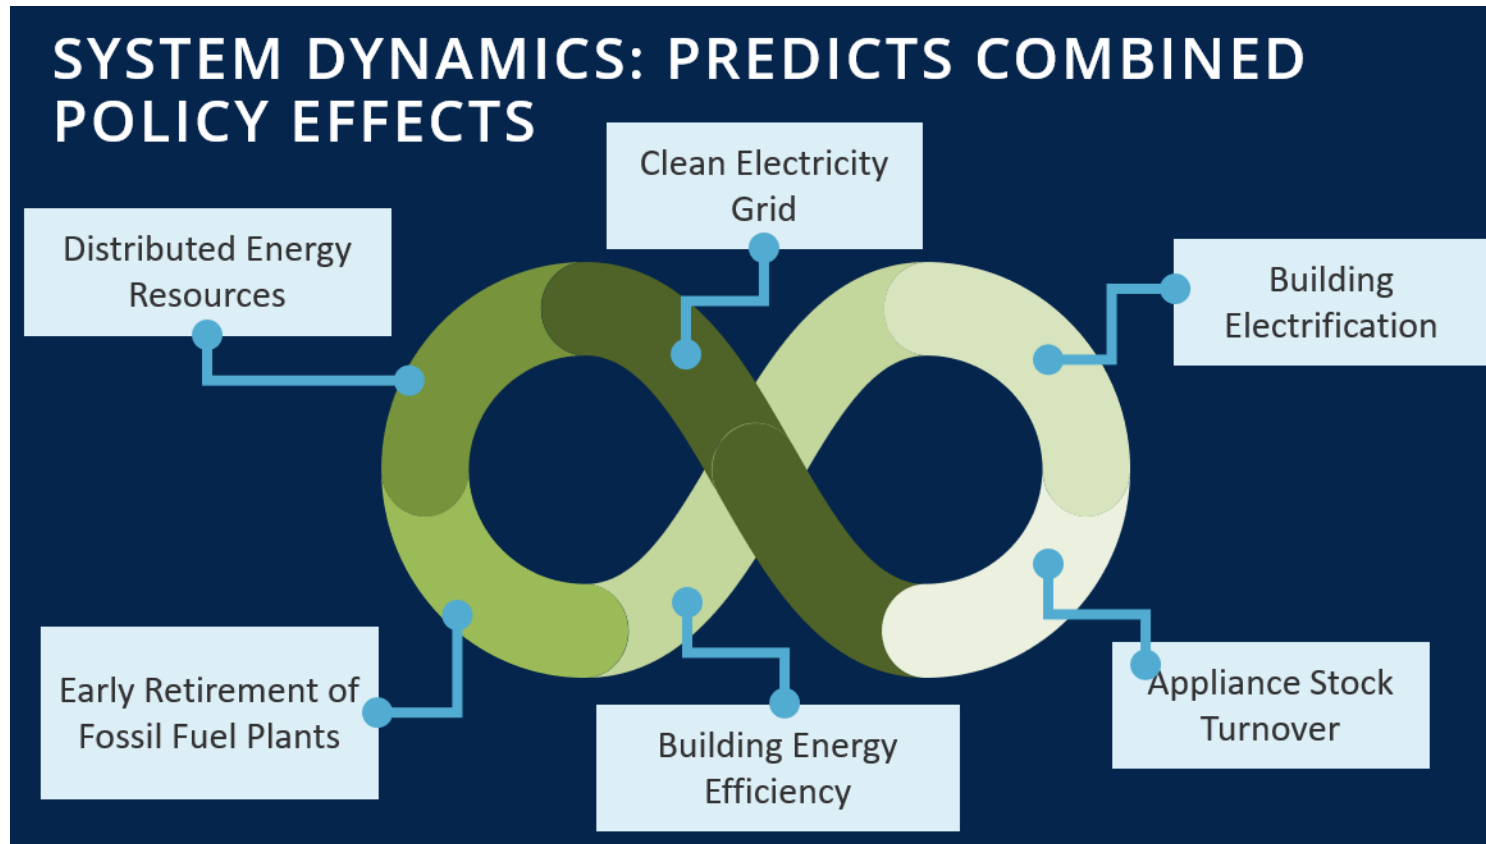 SYSTEM DYNAMICS: PREDICTS COMBINED
POLICY EFFECTS
Clean Electricity
Grid
Distributed Energy
Resources
Building
Electrification
Early Retirement of
Fossil Fuel Plants
Building Energy
Efficiency
Appliance Stock
Turnover